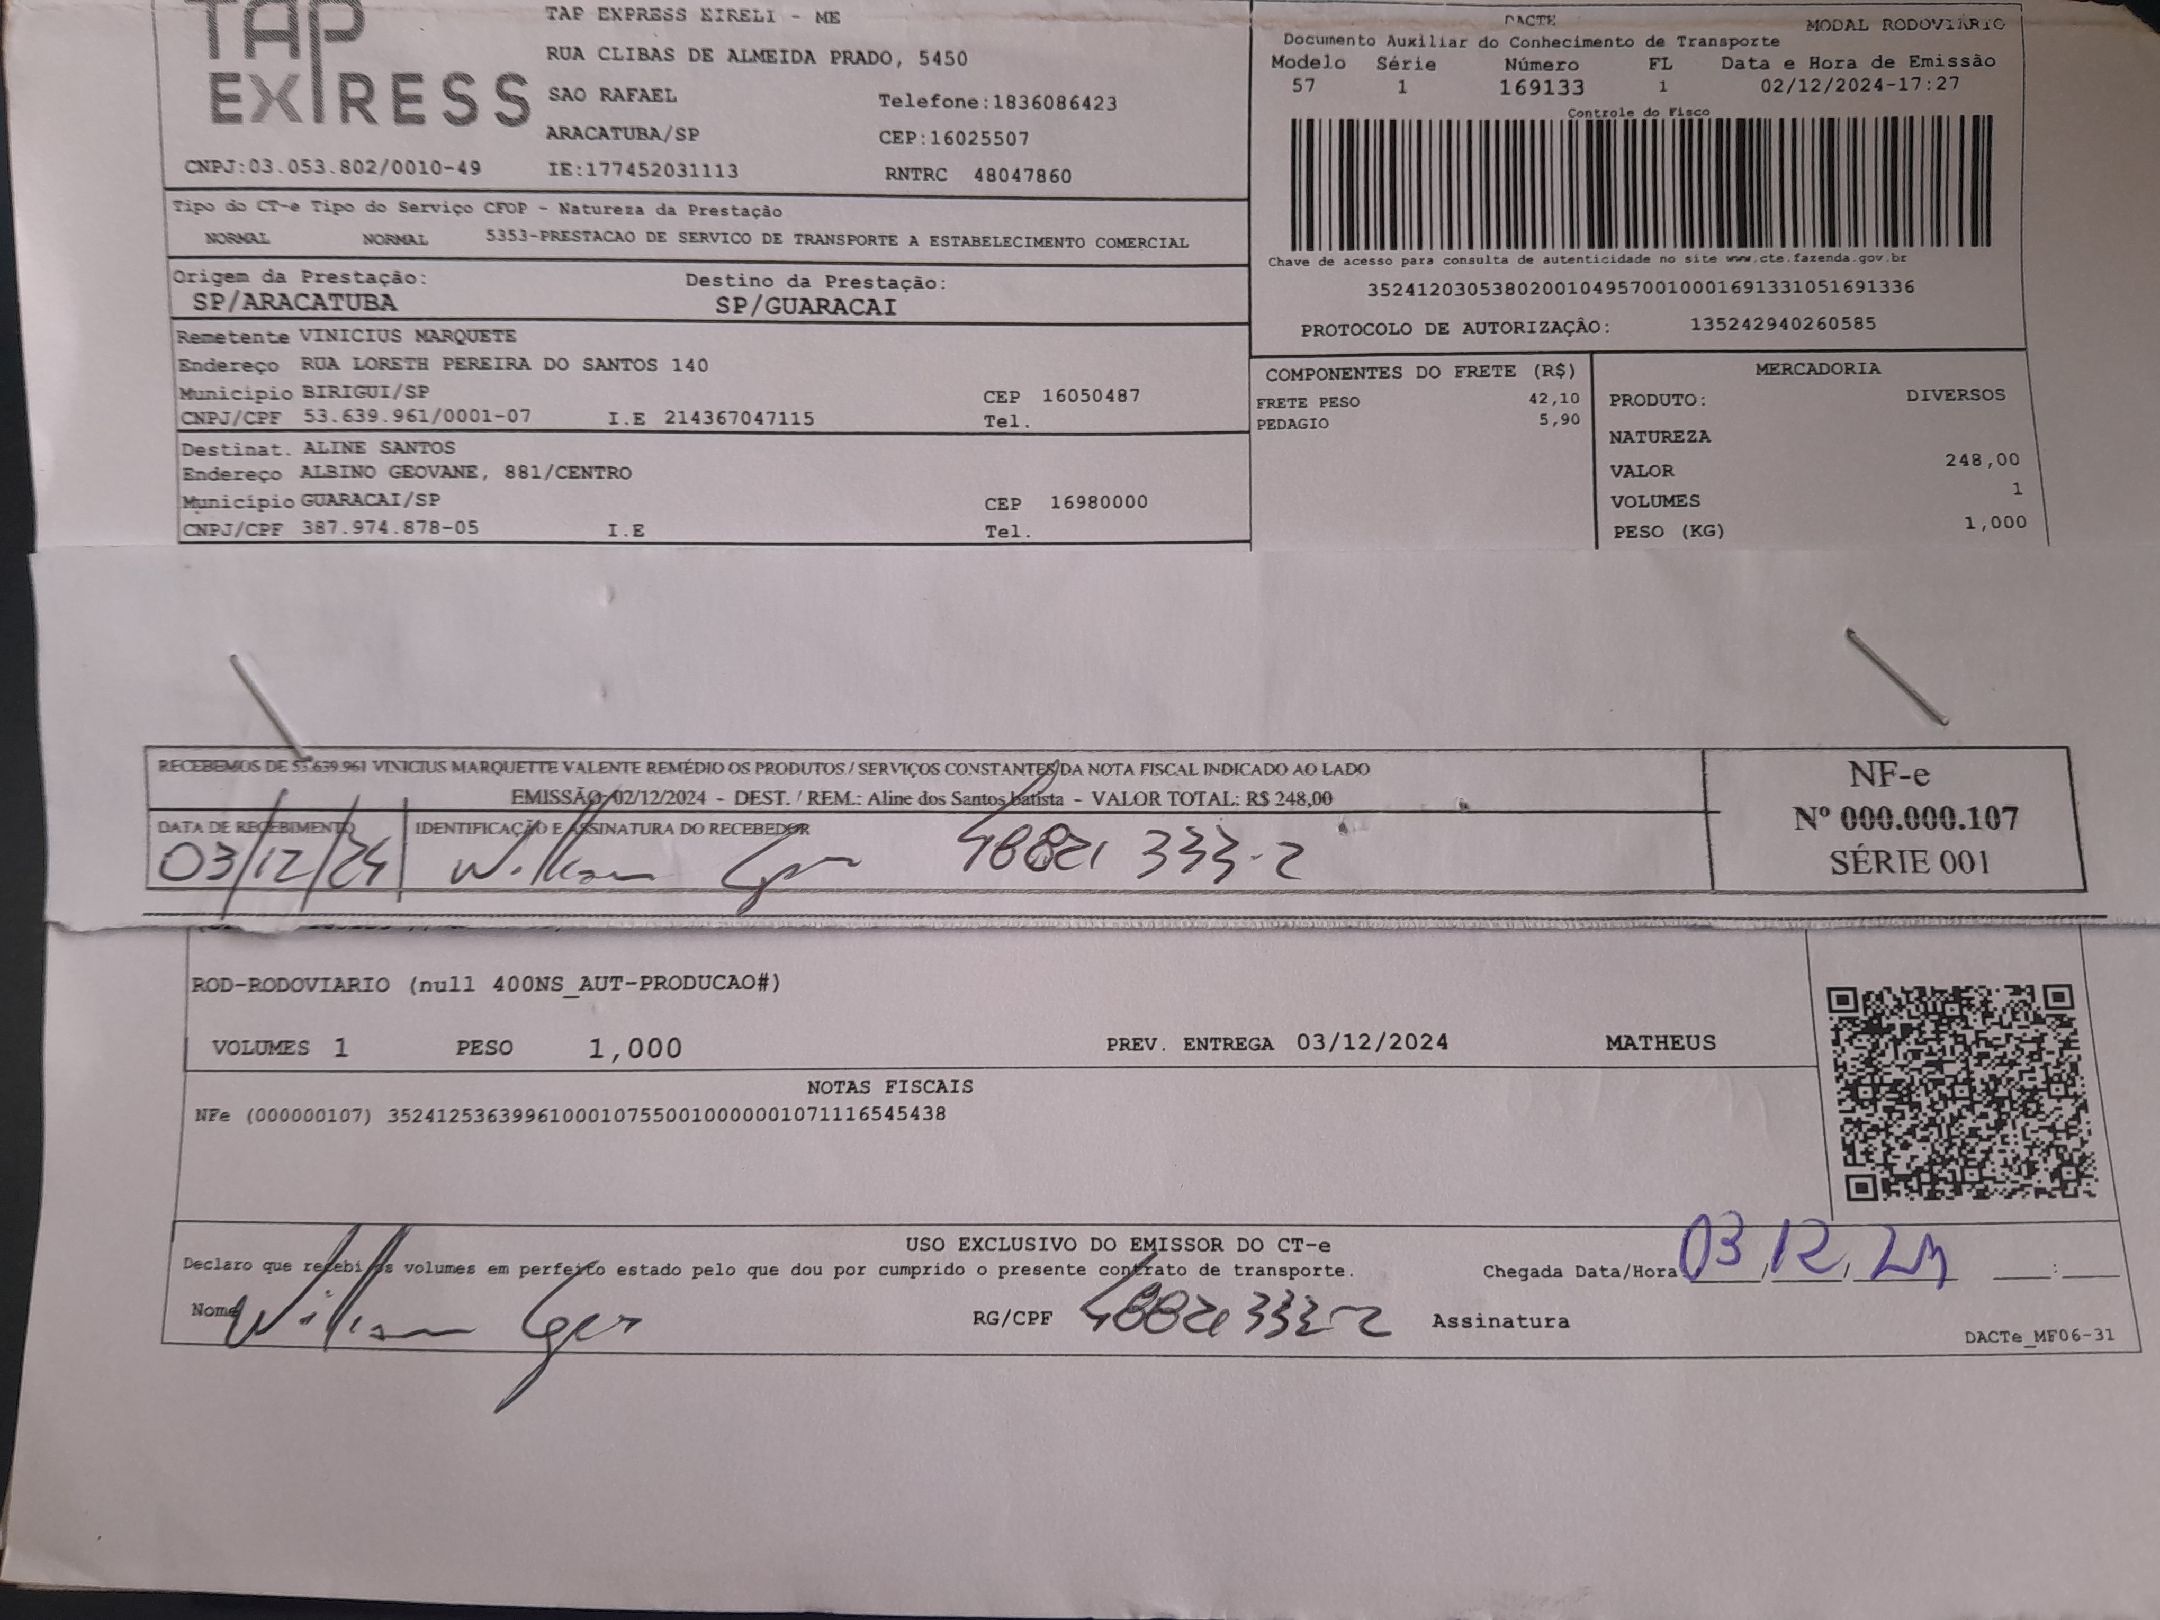 TAP EXPRESS
TAP EXPRESS EIRELI - ME
RUA CLIBAS DE ALMEIDA PRADO, 5450
SAO RAFAEL Telefone:1836086423
ARACATUBA/SP CEP:16025507
CNPJ:03.053.802/0010-49 IE:177452031113 RNTRC 48047860
DACTE MODAL RODOVIÁRIO
Documento Auxiliar do Conhecimento de Transporte
Modelo Série Número FL Data e Hora de Emissão
57 1 169133 1 02/12/2024-17:27
Controle do Fisco
Chave de acesso para consulta de autenticidade no site www.cte.fazenda.gov.br
35241203053802001049570010001691331051691336
PROTOCOLO DE AUTORIZAÇÃO: 135242940260585
Tipo do CT-e Tipo do Serviço CFOP - Natureza da Prestação
NORMAL NORMAL 5353-PRESTACAO DE SERVICO DE TRANSPORTE A ESTABELECIMENTO COMERCIAL
Origem da Prestação: Destino da Prestação:
SP/ARACATUBA SP/GUARACAI
Remetente VINICIUS MARQUETE
Endereço RUA LORETH PEREIRA DO SANTOS 140
Município BIRIGUI/SP CEP 16050487
CNPJ/CPF 53.639.961/0001-07 I.E 214367047115 Tel.
Destinat. ALINE SANTOS
Endereço ALBINO GEOVANE, 881/CENTRO
Município GUARACAI/SP CEP 16980000
CNPJ/CPF 387.974.878-05 I.E Tel.
COMPONENTES DO FRETE (R$)
FRETE PESO 42,10
PEDAGIO 5,90
MERCADORIA
PRODUTO: DIVERSOS
NATUREZA
VALOR 248,00
VOLUMES 1
PESO (KG) 1,000
RECEBEMOS DE 53.639.961 VINICIUS MARQUETTE VALENTE REMÉDIO OS PRODUTOS / SERVIÇOS CONSTANTES DA NOTA FISCAL INDICADO AO LADO
EMISSÃO: 02/12/2024 - DEST. / REM.: Aline dos Santos batista - VALOR TOTAL: R$ 248,00
DATA DE RECEBIMENTO IDENTIFICAÇÃO E ASSINATURA DO RECEBEDOR
03/12/24 William 333-2
NF-e
Nº 000.000.107
SÉRIE 001
ROD-RODOVIARIO (null 400NS_AUT-PRODUCAO#)
VOLUMES 1 PESO 1,000 PREV. ENTREGA 03/12/2024 MATHEUS
NOTAS FISCAIS
NFe (000000107) 35241253639961000107550010000001071116545438
USO EXCLUSIVO DO EMISSOR DO CT-e
Declaro que recebi os volumes em perfeito estado pelo que dou por cumprido o presente contrato de transporte. Chegada Data/Hora 03/12/24 __:__
Nome William RG/CPF 333-2 Assinatura
DACTe_MF06-31